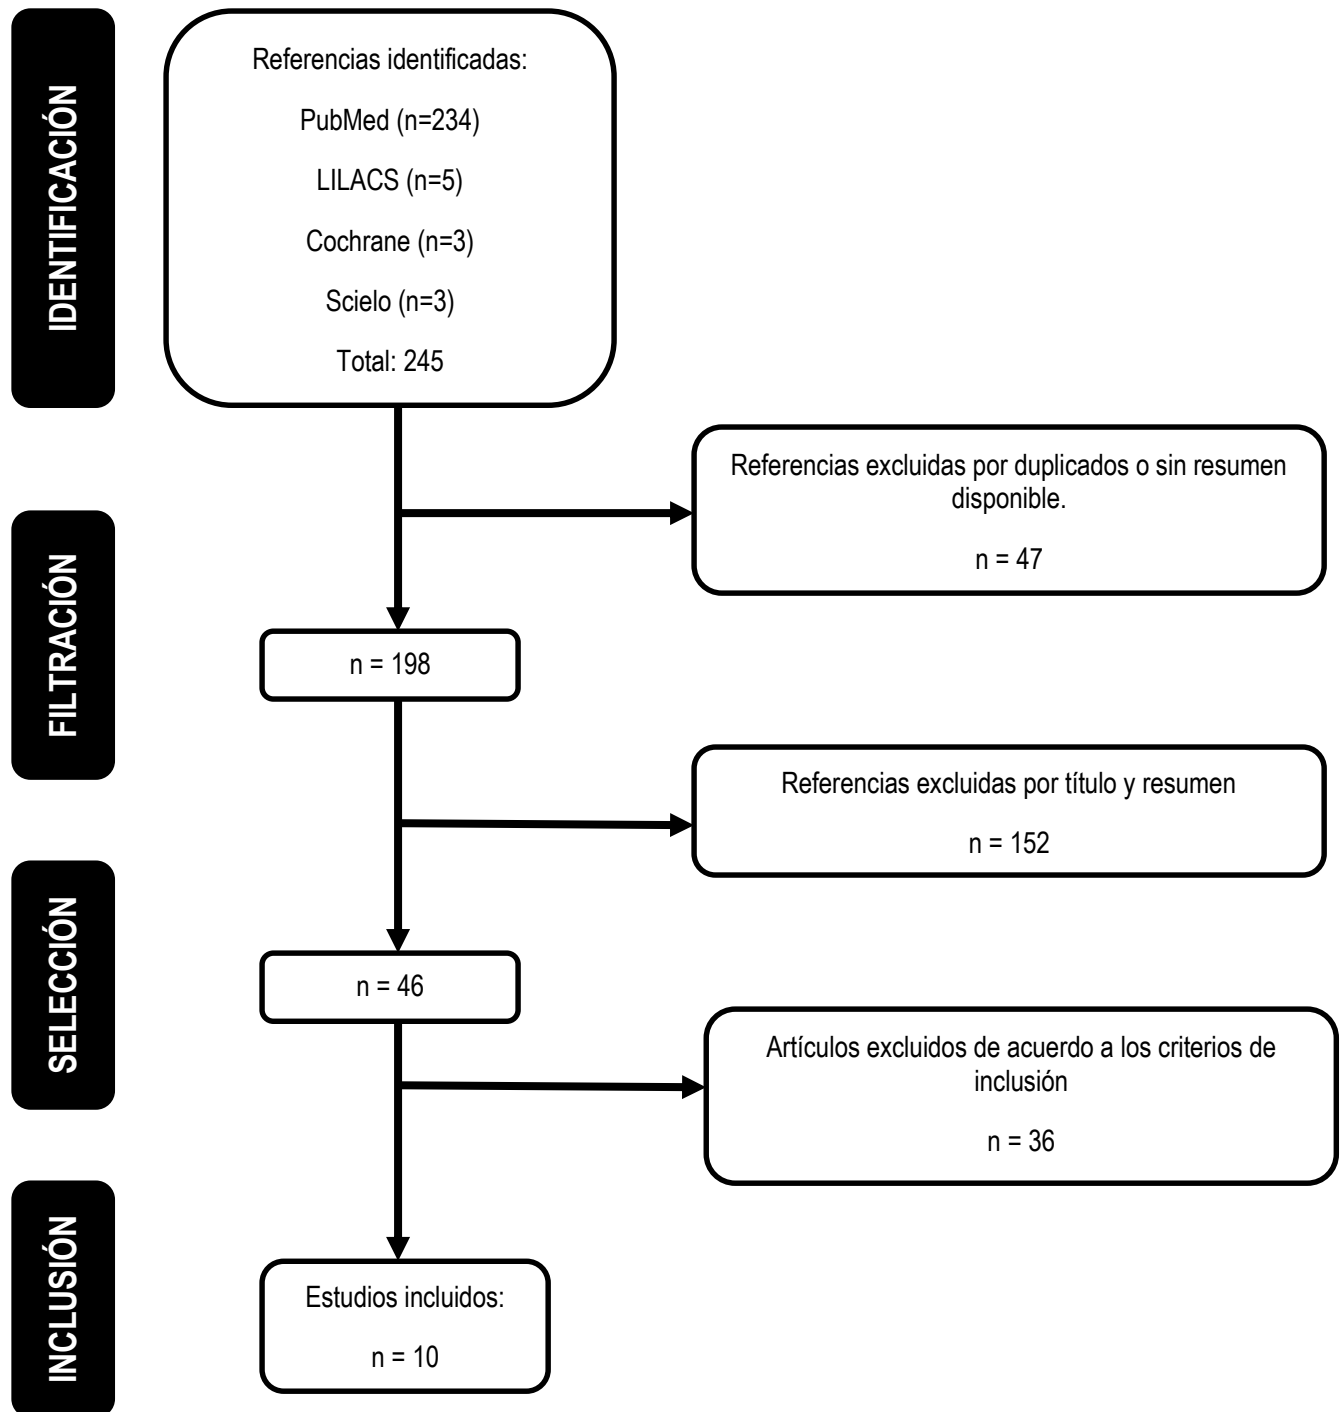 IDENTIFICACIÓN
Referencias identificadas:
PubMed (n=234)
LILACS (n=5)
Cochrane (n=3)
Scielo (n=3)
Total: 245
Referencias excluidas por duplicados o sin resumen
disponible.
n = 47
FILTRACIÓN
n = 198
Referencias excluidas por título y resumen
n = 152
SELECCIÓN
n = 46
Artículos excluidos de acuerdo a los criterios de
inclusión
n = 36
INCLUSIÓN
Estudios incluidos:
n = 10